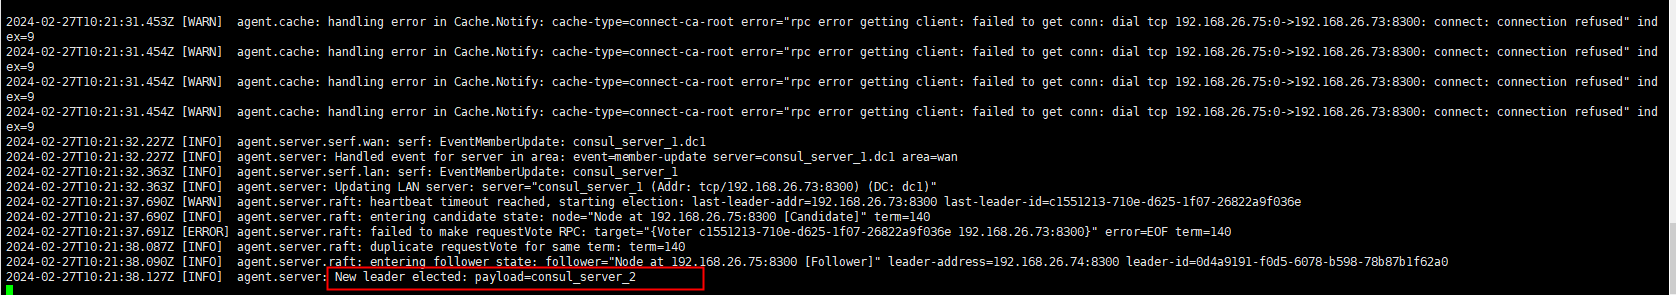 2024-02-27T10:21:31.453Z [WARN]  agent.cache: handling error in Cache.Notify: cache-type=connect-ca-root error="rpc error getting client: failed to get conn: dial tcp 192.168.26.75:0->192.168.26.73:8300: connect: connection refused" ind
ex=9
2024-02-27T10:21:31.454Z [WARN]  agent.cache: handling error in Cache.Notify: cache-type=connect-ca-root error="rpc error getting client: failed to get conn: dial tcp 192.168.26.75:0->192.168.26.73:8300: connect: connection refused" ind
ex=9
2024-02-27T10:21:31.454Z [WARN]  agent.cache: handling error in Cache.Notify: cache-type=connect-ca-root error="rpc error getting client: failed to get conn: dial tcp 192.168.26.75:0->192.168.26.73:8300: connect: connection refused" ind
ex=9
2024-02-27T10:21:31.454Z [WARN]  agent.cache: handling error in Cache.Notify: cache-type=connect-ca-root error="rpc error getting client: failed to get conn: dial tcp 192.168.26.75:0->192.168.26.73:8300: connect: connection refused" ind
ex=9
2024-02-27T10:21:32.227Z [INFO]  agent.server.serf.wan: serf: EventMemberUpdate: consul_server_1.dc1
2024-02-27T10:21:32.227Z [INFO]  agent.server: Handled event for server in area: event=member-update server=consul_server_1.dc1 area=wan
2024-02-27T10:21:32.363Z [INFO]  agent.server.serf.lan: serf: EventMemberUpdate: consul_server_1
2024-02-27T10:21:32.363Z [INFO]  agent.server: Updating LAN server: server="consul_server_1 (Addr: tcp/192.168.26.73:8300) (DC: dc1)"
2024-02-27T10:21:37.690Z [WARN]  agent.server.raft: heartbeat timeout reached, starting election: last-leader-addr=192.168.26.73:8300 last-leader-id=c1551213-710e-d625-1f07-26822a9f036e
2024-02-27T10:21:37.690Z [INFO]  agent.server.raft: entering candidate state: node="Node at 192.168.26.75:8300 [Candidate]" term=140
2024-02-27T10:21:37.691Z [ERROR] agent.server.raft: failed to make requestVote RPC: target="{Voter c1551213-710e-d625-1f07-26822a9f036e 192.168.26.73:8300}" error=EOF term=140
2024-02-27T10:21:38.087Z [INFO]  agent.server.raft: duplicate requestVote for same term: term=140
2024-02-27T10:21:38.090Z [INFO]  agent.server.raft: entering follower state: follower="Node at 192.168.26.75:8300 [Follower]" leader-address=192.168.26.74:8300 leader-id=0d4a9191-f0d5-6078-b598-78b87b1f62a0
2024-02-27T10:21:38.127Z [INFO]  agent.server: New leader elected: payload=consul_server_2